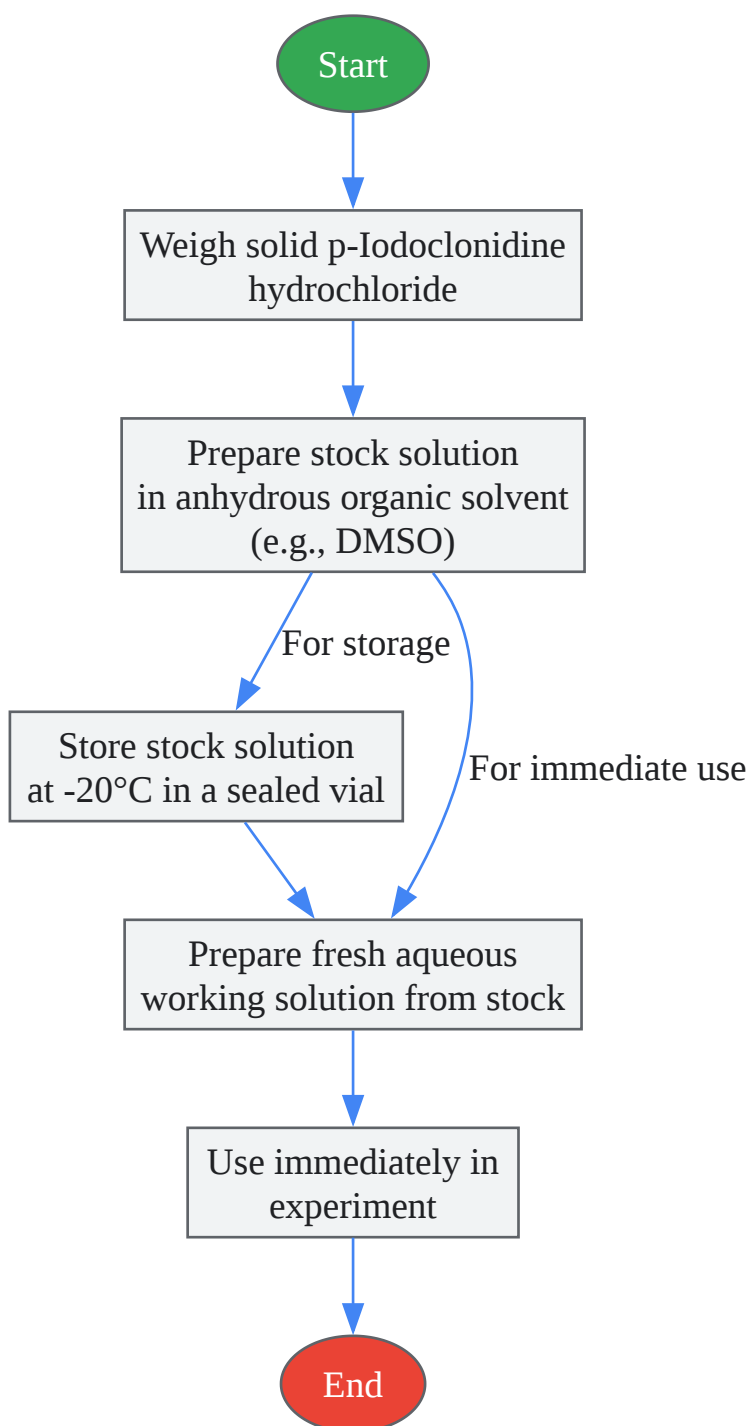 Start
Weigh solid p-Iodoclonidine
hydrochloride
Prepare stock solution
in anhydrous organic solvent
(e.g., DMSO)
For storage
Store stock solution
at -20°C in a sealed vial
For immediate use
Prepare fresh aqueous
working solution from stock
Use immediately in
experiment
End